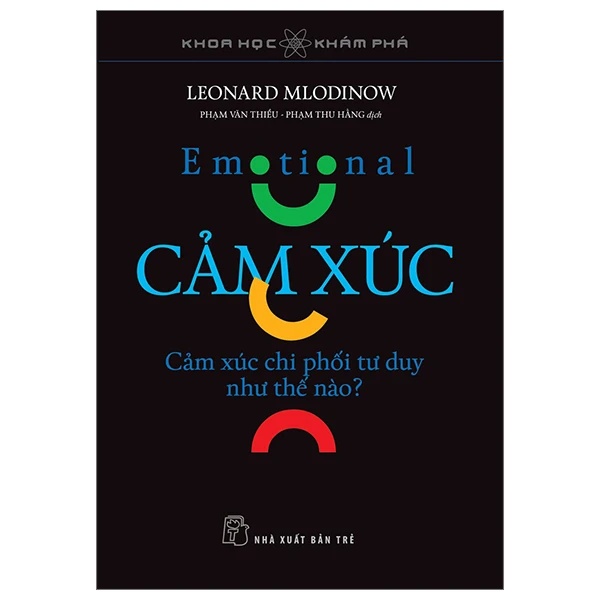 KHOA HỌC KHÁM PHÁ
LEONARD MLODINOW
PHẠM VĂN THIỀU - PHẠM THU HẰNG dịch
Emotional
CẢM XÚC
Cảm xúc chi phối tư duy
như thế nào?
NHÀ XUẤT BẢN TRẺ